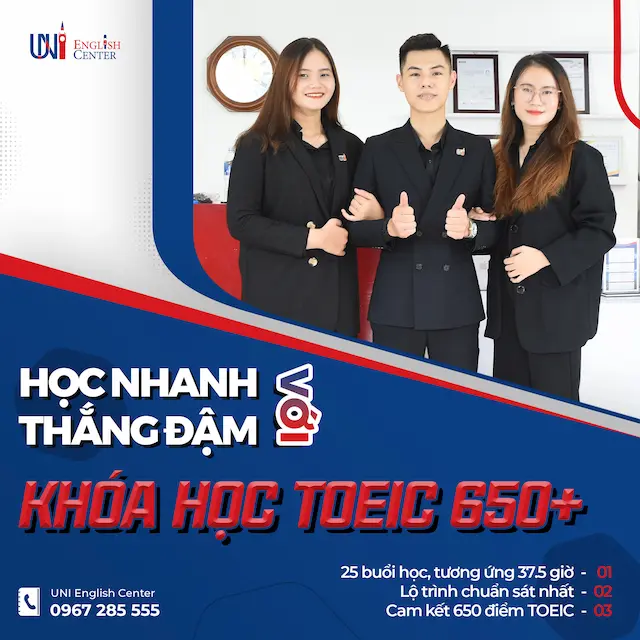 UNI ENGLISH
CENTER
HỌC NHANH
THẮNG ĐẬM
VỚI
KHÓA HỌC TOEIC 650+
25 buổi học, tương ứng 37.5 giờ - 01
Lộ trình chuẩn sát nhất - 02
Cam kết 650 điểm TOEIC - 03
UNI English Center
0967 285 555